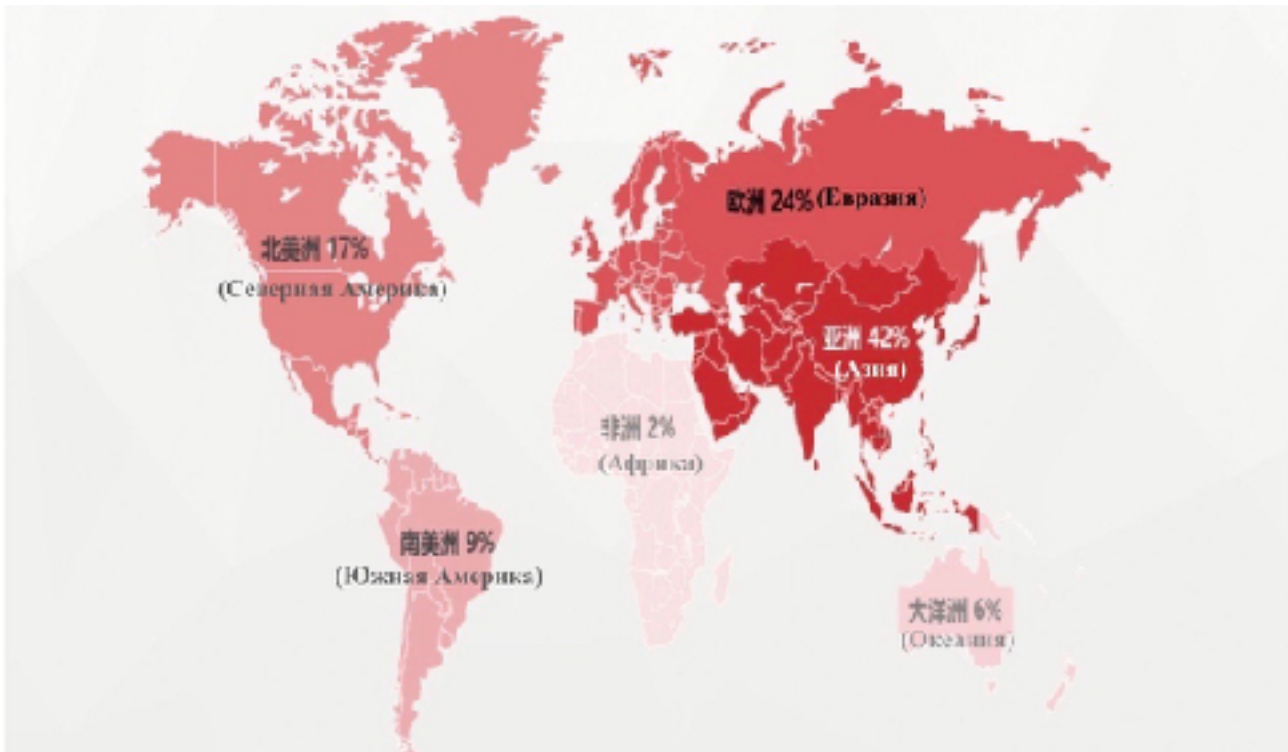 欧洲 24% (Евразия)
北美洲 17%
(Северная Америка)
亚洲 42%
(Азия)
非洲 2%
(Африка)
南美洲 9%
(Южная Америка)
大洋洲 6%
(Океания)